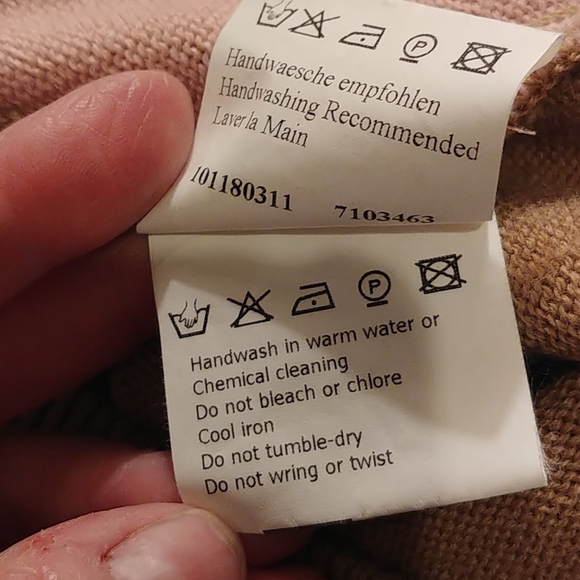 P
Handwaesche empfohlen
Handwashing Recommended
Laver la Main
101180311 7103463
P
Handwash in warm water or
Chemical cleaning
Do not bleach or chlore
Cool iron
Do not tumble-dry
Do not wring or twist